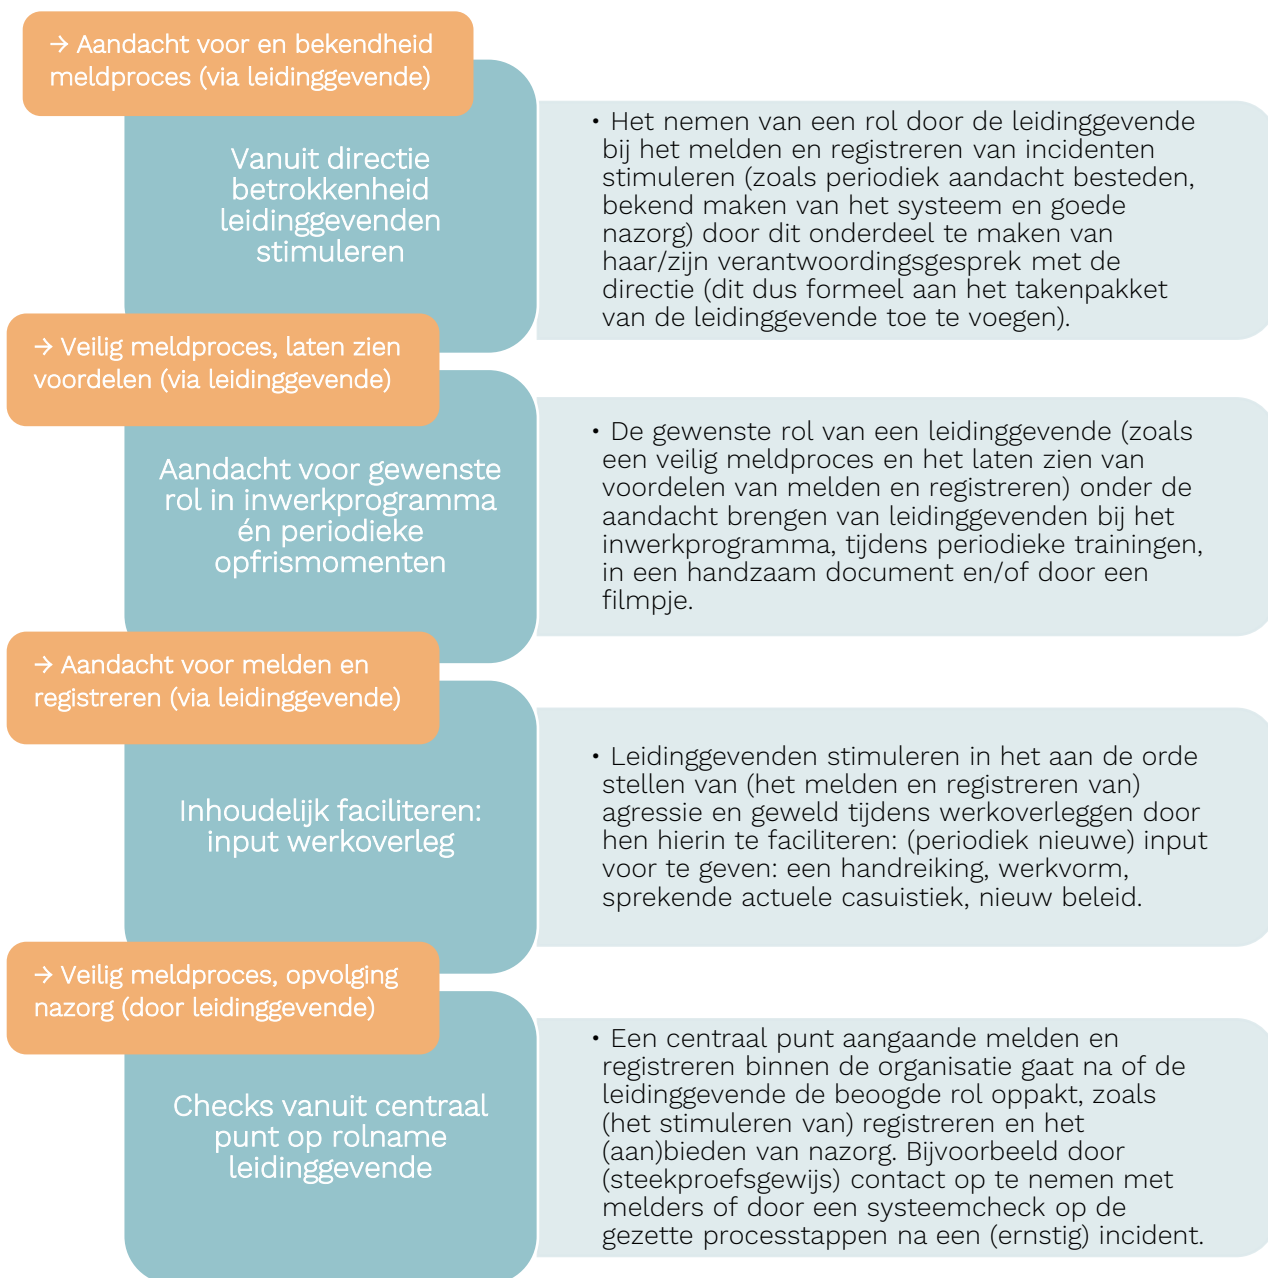 → Aandacht voor en bekendheid
meldproces (via leidinggevende)
Vanuit directie
betrokkenheid
leidinggevenden
stimuleren
• Het nemen van een rol door de leidinggevende
bij het melden en registreren van incidenten
stimuleren (zoals periodiek aandacht besteden,
bekend maken van het systeem en goede
nazorg) door dit onderdeel te maken van
haar/zijn verantwoordingsgesprek met de
directie (dit dus formeel aan het takenpakket
van de leidinggevende toe te voegen).
→ Veilig meldproces, laten zien
voordelen (via leidinggevende)
Aandacht voor gewenste
rol in inwerkprogramma
én periodieke
opfrismomenten
• De gewenste rol van een leidinggevende (zoals
een veilig meldproces en het laten zien van
voordelen van melden en registreren) onder de
aandacht brengen van leidinggevenden bij het
inwerkprogramma, tijdens periodieke trainingen,
in een handzaam document en/of door een
filmpje.
→ Aandacht voor melden en
registreren (via leidinggevende)
Inhoudelijk faciliteren:
input werkoverleg
• Leidinggevenden stimuleren in het aan de orde
stellen van (het melden en registreren van)
agressie en geweld tijdens werkoverleggen door
hen hierin te faciliteren: (periodiek nieuwe) input
voor te geven: een handreiking, werkvorm,
sprekende actuele casuistiek, nieuw beleid.
→ Veilig meldproces, opvolging
nazorg (door leidinggevende)
Checks vanuit centraal
punt op rolname
leidinggevende
• Een centraal punt aangaande melden en
registreren binnen de organisatie gaat na of de
leidinggevende de beoogde rol oppakt, zoals
(het stimuleren van) registreren en het
(aan)bieden van nazorg. Bijvoorbeeld door
(steekproefsgewijs) contact op te nemen met
melders of door een systeemcheck op de
gezette processtappen na een (ernstig) incident.